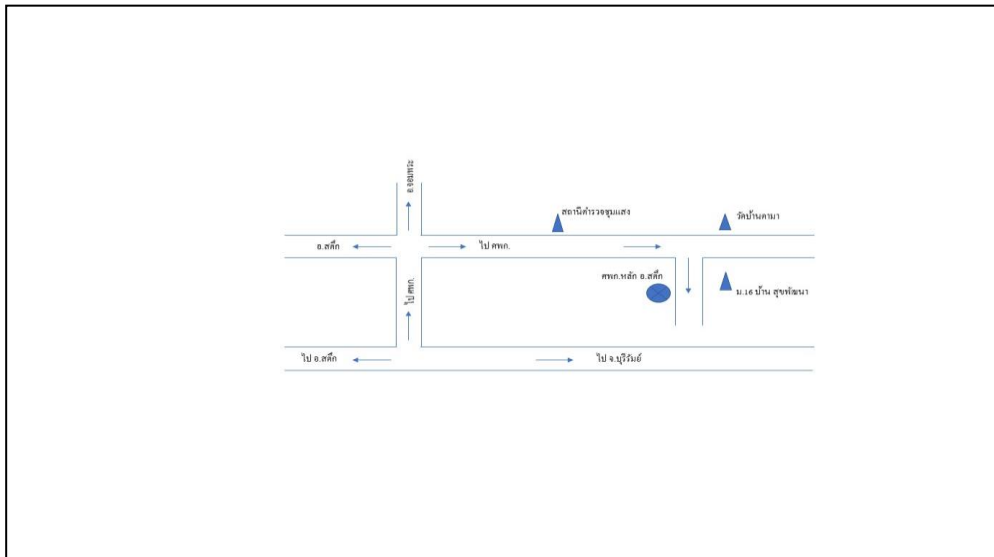 อ.จอมพระ
สถานีตำรวจชุมแสง
วัดบ้านคามา
อ.สตึก
ไป ศพก.
ศพก.หลัก อ.สตึก
ม.16 บ้าน สุขพัฒนา
ไป ศพก.
ไป อ.สตึก
ไป จ.บุรีรัมย์